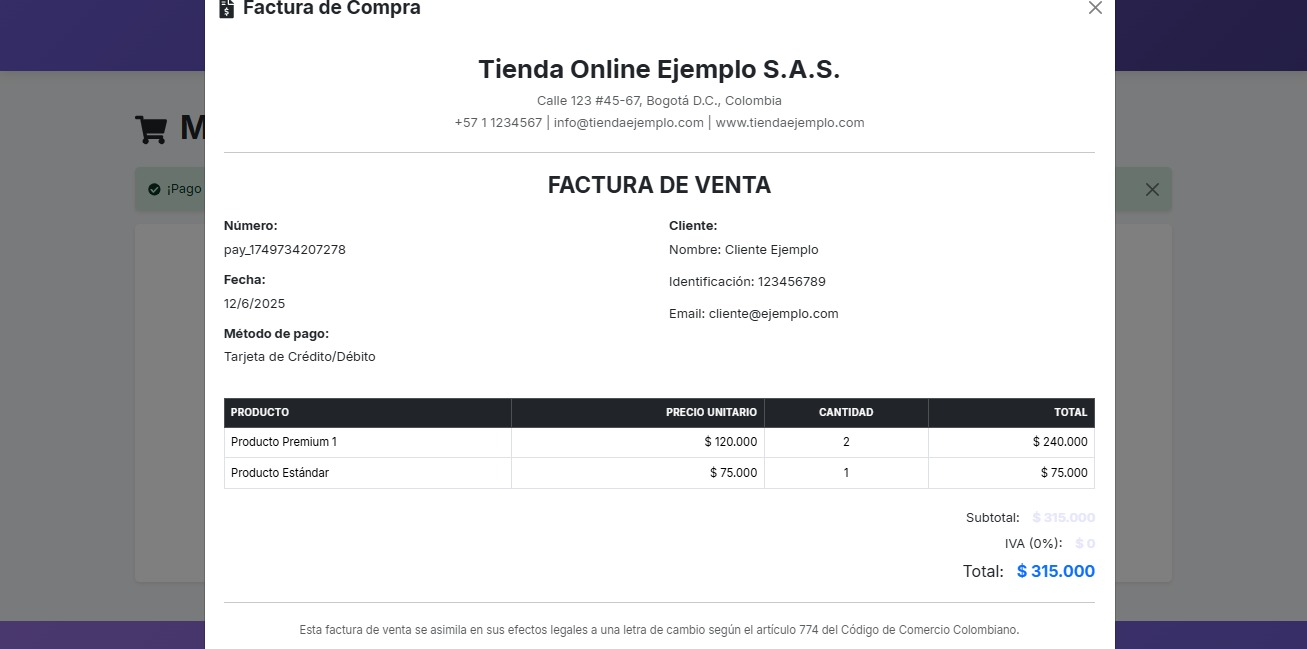 Factura de Compra
M
¡Pago
Tienda Online Ejemplo S.A.S.
Calle 123 #45-67, Bogotá D.C., Colombia
+57 1 1234567 | info@tiendaejemplo.com | www.tiendaejemplo.com
FACTURA DE VENTA
Número:
pay_1749734207278
Fecha:
12/6/2025
Método de pago:
Tarjeta de Crédito/Débito
Cliente:
Nombre: Cliente Ejemplo
Identificación: 123456789
Email: cliente@ejemplo.com
PRODUCTO PRECIO UNITARIO CANTIDAD TOTAL
Producto Premium 1 $ 120.000 2 $ 240.000
Producto Estándar $ 75.000 1 $ 75.000
Subtotal: $ 315.000
IVA (0%): $ 0
Total: $ 315.000
Esta factura de venta se asimila en sus efectos legales a una letra de cambio según el artículo 774 del Código de Comercio Colombiano.